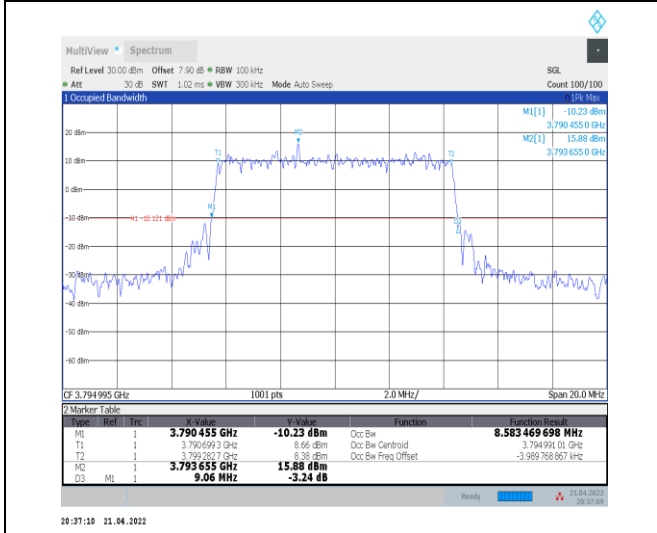 MultiView Spectrum
Ref Level 30.00 dBm Offset 7.90 dB RBW 100 kHz SGL
Att 30 dB SWT 1.02 ms VBW 300 kHz Mode Auto Sweep Count 100/100
1 Occupied Bandwidth 1Pk Max
M1[1] -10.23 dBm
3.790 455 0 GHz
M2[1] 15.88 dBm
3.793 655 0 GHz
20 dBm
M2
T1 T2
10 dBm
0 dBm
M1
-10 dBm H1 -10.121 dBm
D3
-20 dBm
-30 dBm
-40 dBm
-50 dBm
-60 dBm
CF 3.794 995 GHz 1001 pts 2.0 MHz/ Span 20.0 MHz
2 Marker Table
Type Ref Trc X-Value Y-Value Function Function Result
M1 1 3.790 455 GHz -10.23 dBm Occ Bw 8.583 469 698 MHz
T1 1 3.790 699 3 GHz 8.66 dBm Occ Bw Centroid 3.794 991 01 GHz
T2 1 3.799 282 7 GHz 8.38 dBm Occ Bw Freq Offset -3.989 768 867 kHz
M2 1 3.793 655 GHz 15.88 dBm
D3 M1 1 9.06 MHz -3.24 dB
Ready 21.04.2022
20:37:09
20:37:10 21.04.2022